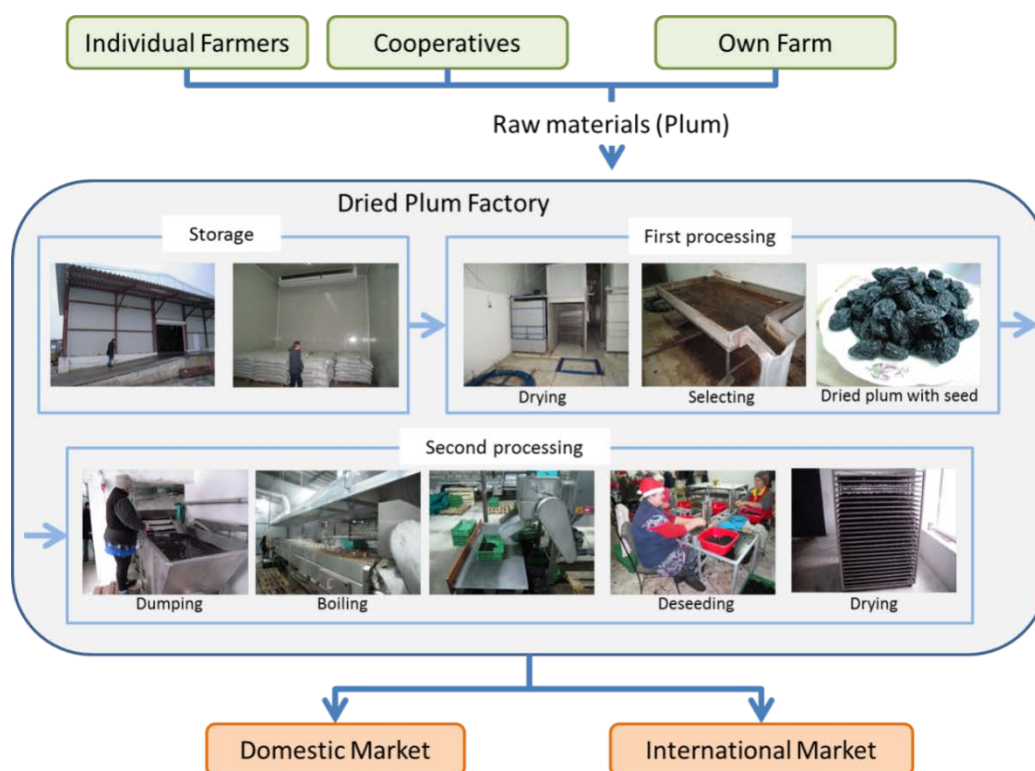 Individual Farmers
Cooperatives
Own Farm
Raw materials (Plum)
Dried Plum Factory
Storage
First processing
Drying
Selecting
Dried plum with seed
Second processing
Dumping
Boiling
Deseeding
Drying
Domestic Market
International Market